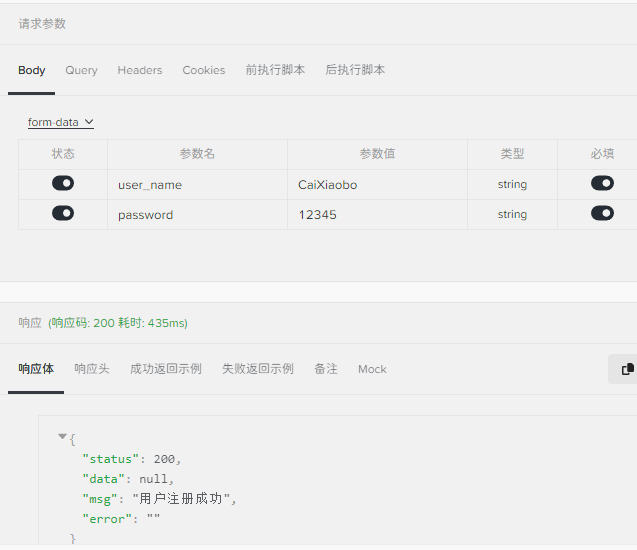 请求参数
Body Query Headers Cookies 前执行脚本 后执行脚本
form-data
状态 参数名 参数值 类型 必填
user_name CaiXiaobo string
password 12345 string
响应 (响应码: 200 耗时: 435ms)
响应体 响应头 成功返回示例 失败返回示例 备注 Mock
{
"status": 200,
"data": null,
"msg": "用户注册成功",
"error": ""
}